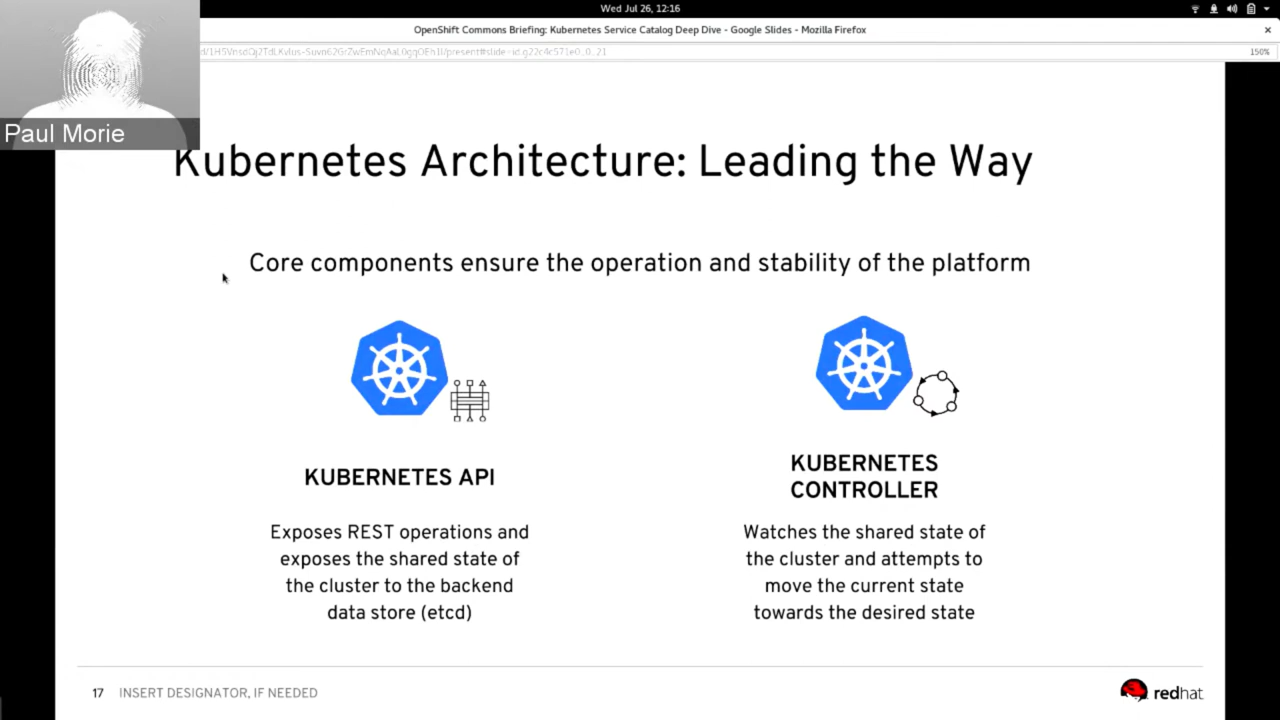 Wed Jul 26, 12:16
OpenShift Commons Briefing: Kubernetes Service Catalog Deep Dive - Google Slides - Mozilla Firefox
150%
Paul Morie
Kubernetes Architecture: Leading the Way
Core components ensure the operation and stability of the platform
KUBERNETES API
Exposes REST operations and
exposes the shared state of
the cluster to the backend
data store (etcd)
KUBERNETES
CONTROLLER
Watches the shared state of
the cluster and attempts to
move the current state
towards the desired state
17 INSERT DESIGNATOR, IF NEEDED
redhat